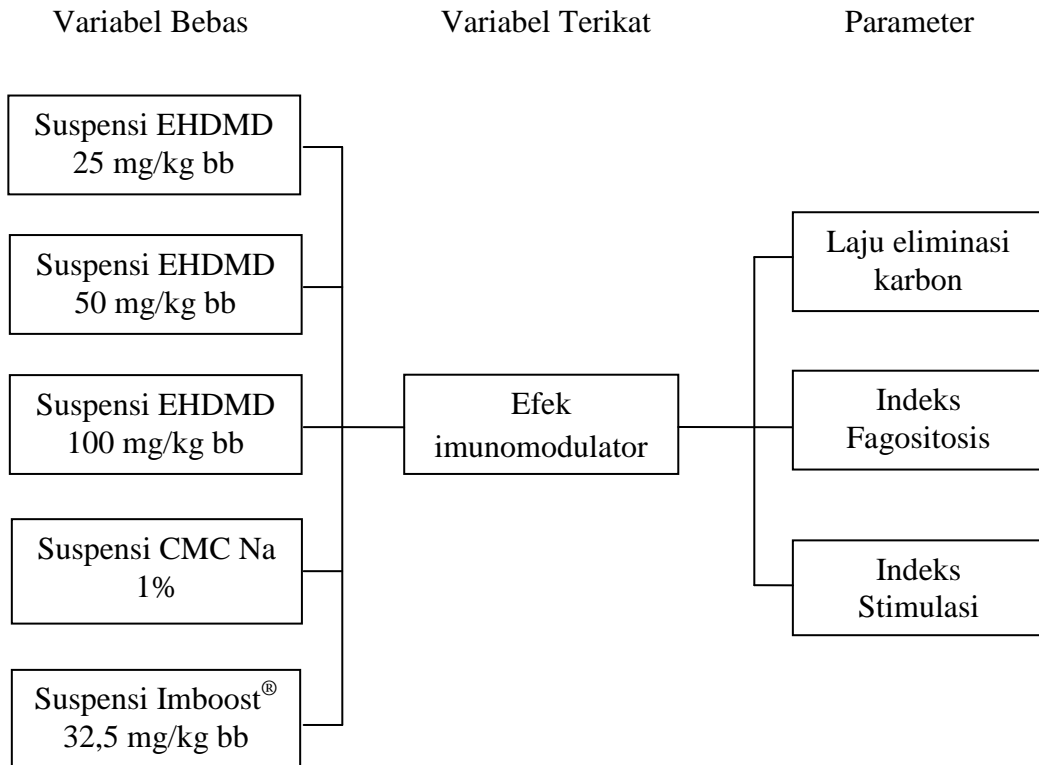 Variabel Bebas
Variabel Terikat
Parameter
Suspensi EHDMD
25 mg/kg bb
Suspensi EHDMD
50 mg/kg bb
Suspensi EHDMD
100 mg/kg bb
Suspensi CMC Na
1%
Suspensi Imboost®
32,5 mg/kg bb
Efek
imunomodulator
Laju eliminasi
karbon
Indeks
Fagositosis
Indeks
Stimulasi